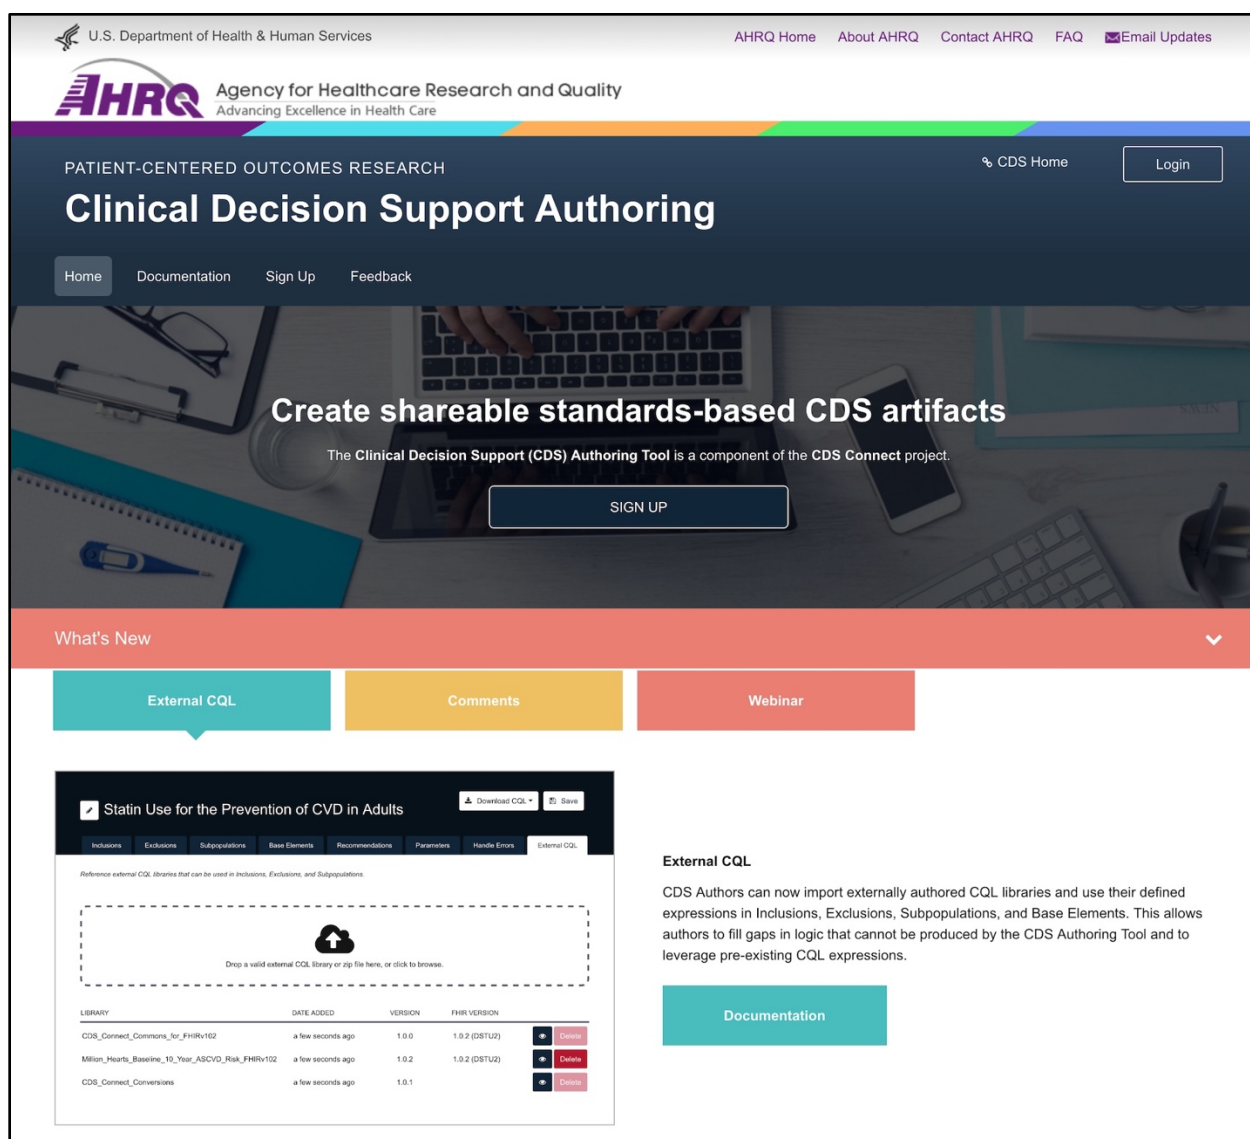 U.S. Department of Health & Human Services
AHRQ Home About AHRQ Contact AHRQ FAQ Email Updates
AHRQ
Agency for Healthcare Research and Quality
Advancing Excellence in Health Care
PATIENT-CENTERED OUTCOMES RESEARCH
CDS Home Login
Clinical Decision Support Authoring
Home Documentation Sign Up Feedback
NEWS
Create shareable standards-based CDS artifacts
The Clinical Decision Support (CDS) Authoring Tool is a component of the CDS Connect project.
SIGN UP
What's New
External CQL Comments Webinar
Statin Use for the Prevention of CVD in Adults
Download CQL Save
Inclusions Exclusions Subpopulations Base Elements Recommendations Parameters Handle Errors External CQL
Reference external CQL libraries that can be used in Inclusions, Exclusions, and Subpopulations.
Drop a valid external CQL library or zip file here, or click to browse.
LIBRARY DATE ADDED VERSION FHIR VERSION
CDS_Connect_Commons_for_FHIRv102 a few seconds ago 1.0.0 1.0.2 (DSTU2) Delete
Million_Hearts_Baseline_10_Year_ASCVD_Risk_FHIRv102 a few seconds ago 1.0.2 1.0.2 (DSTU2) Delete
CDS_Connect_Conversions a few seconds ago 1.0.1 Delete
External CQL
CDS Authors can now import externally authored CQL libraries and use their defined
expressions in Inclusions, Exclusions, Subpopulations, and Base Elements. This allows
authors to fill gaps in logic that cannot be produced by the CDS Authoring Tool and to
leverage pre-existing CQL expressions.
Documentation